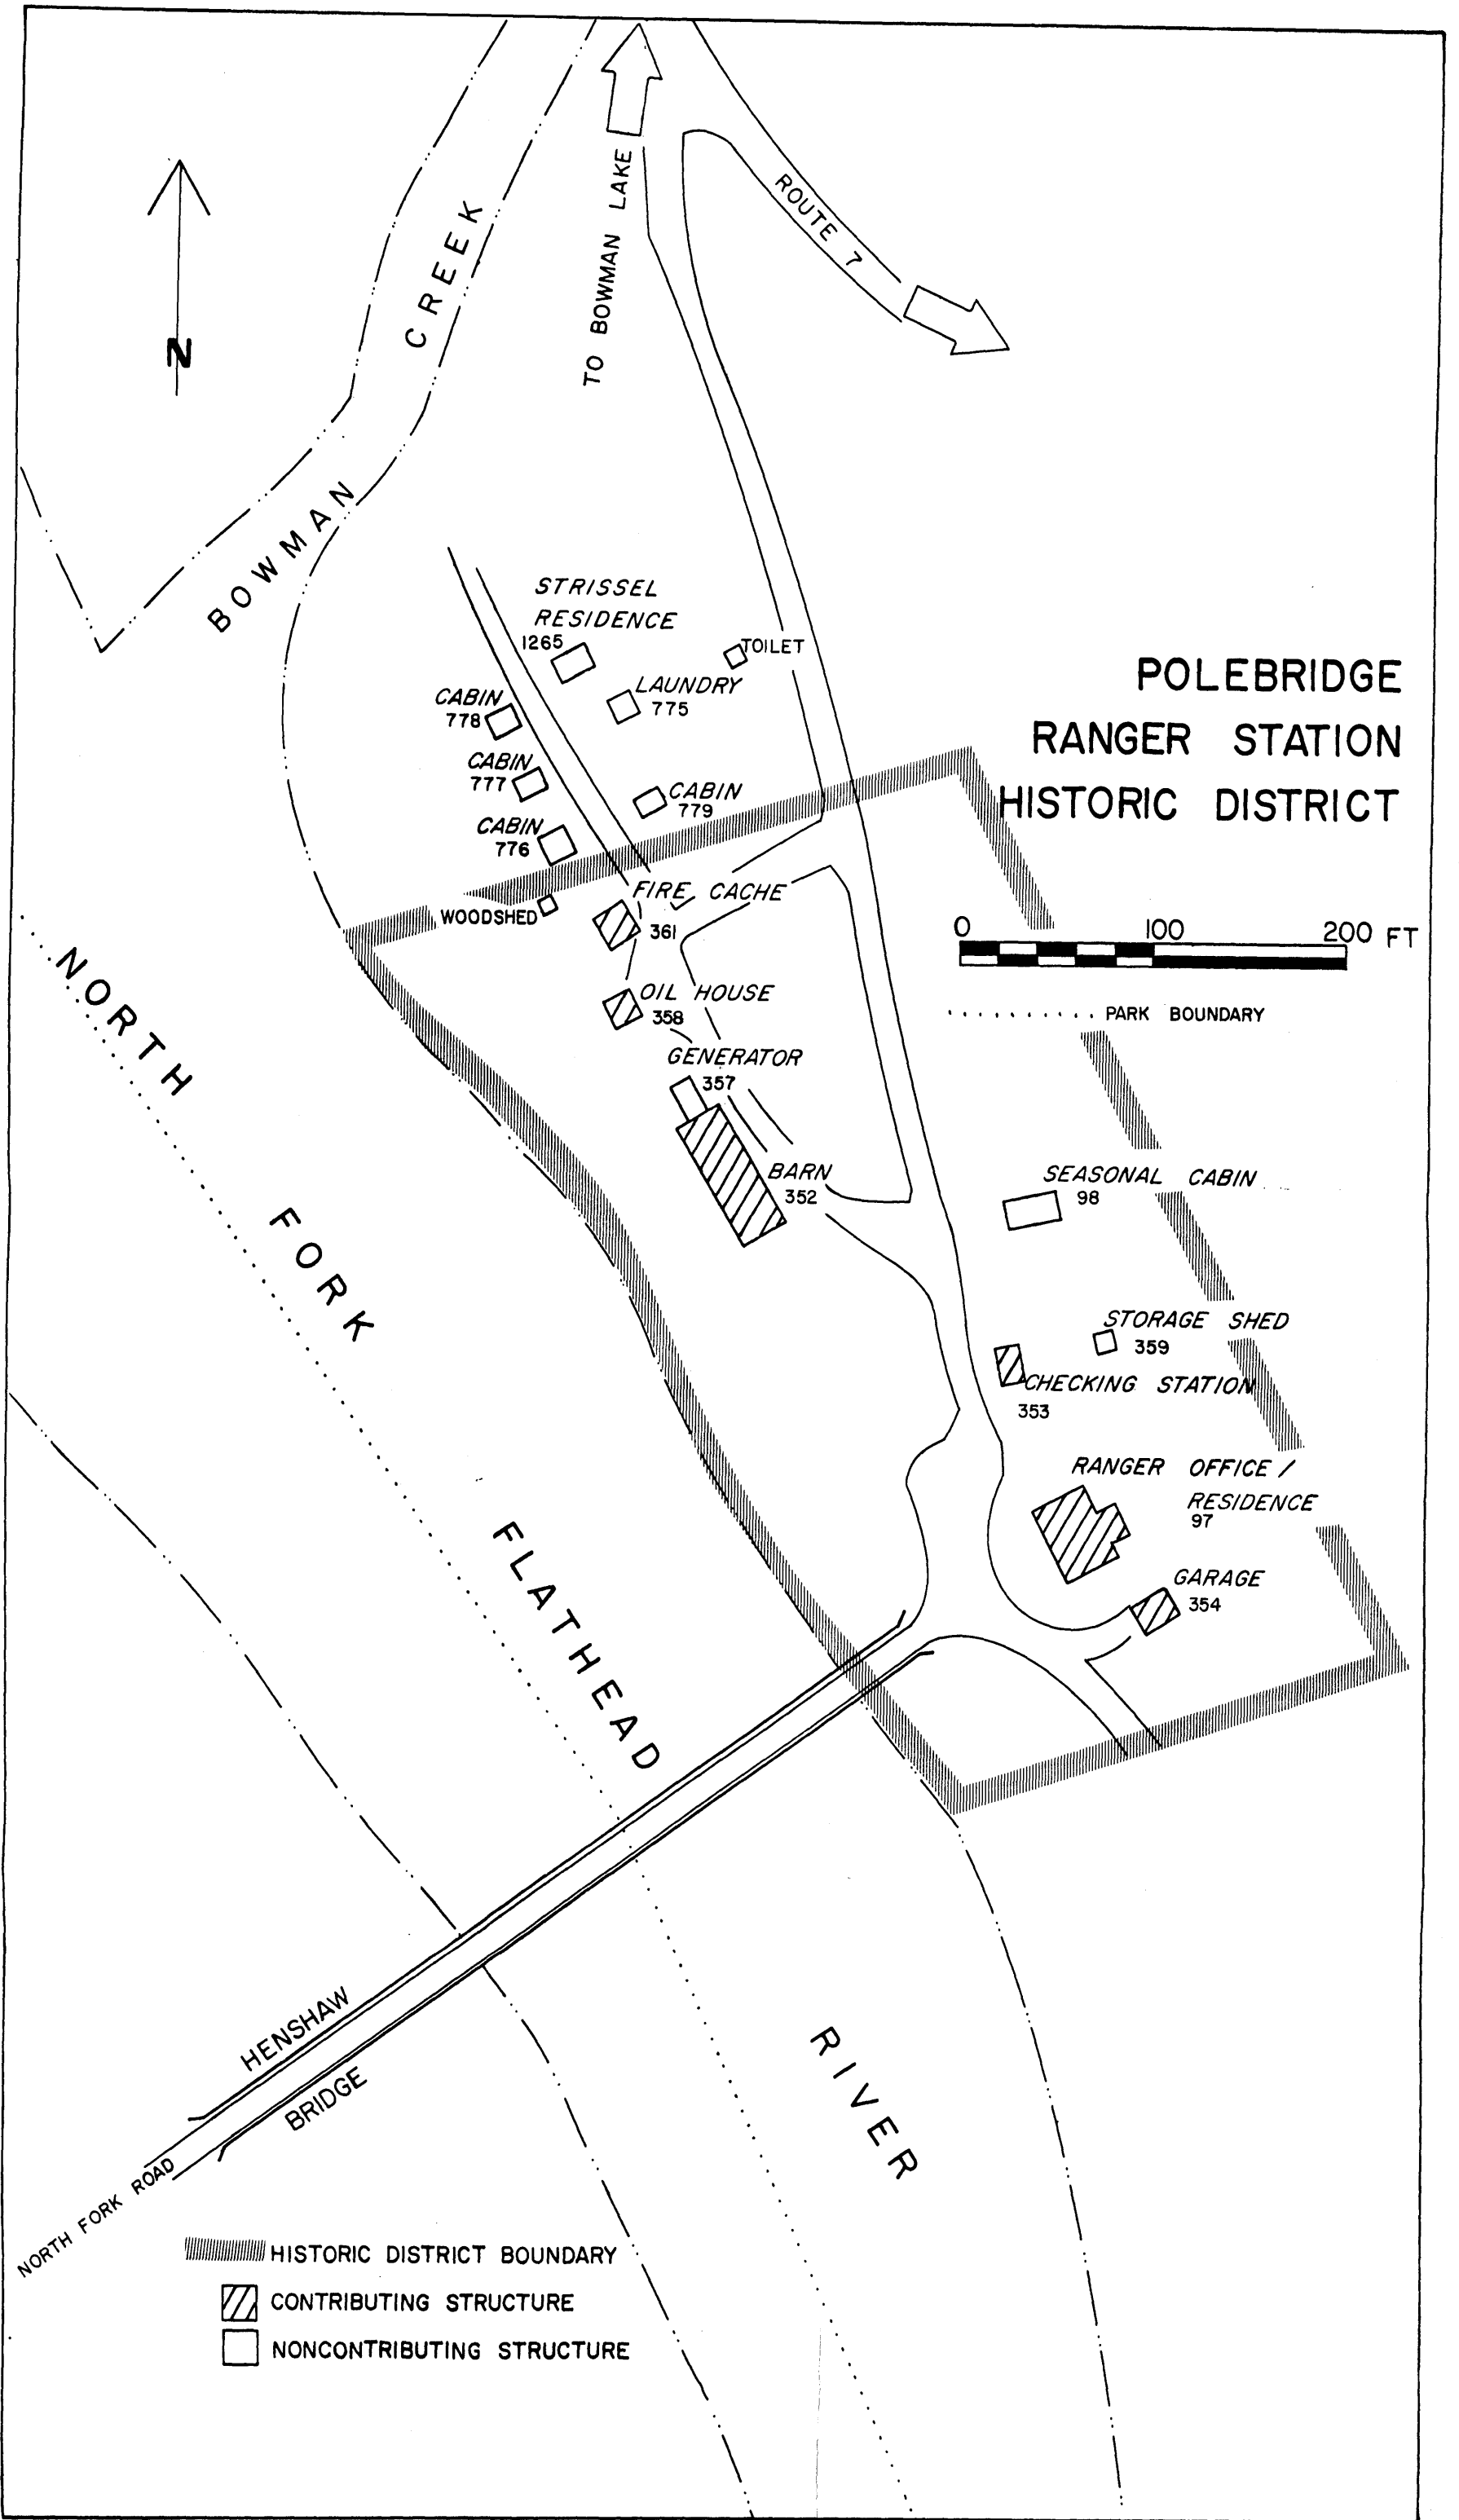 N
BOWMAN CREEK
TO BOWMAN LAKE
ROUTE 7
STRISSEL
RESIDENCE
1265
TOILET
LAUNDRY
775
CABIN
778
CABIN
777
CABIN
779
CABIN
776
POLEBRIDGE
RANGER STATION
HISTORIC DISTRICT
FIRE CACHE
361
WOODSHED
0 100 200 FT
PARK BOUNDARY
OIL HOUSE
358
GENERATOR
357
BARN
352
SEASONAL CABIN
98
STORAGE SHED
359
CHECKING STATION
353
RANGER OFFICE /
RESIDENCE
97
GARAGE
354
NORTH FORK FLATHEAD RIVER
HENSHAW
BRIDGE
NORTH FORK ROAD
HISTORIC DISTRICT BOUNDARY
CONTRIBUTING STRUCTURE
NONCONTRIBUTING STRUCTURE